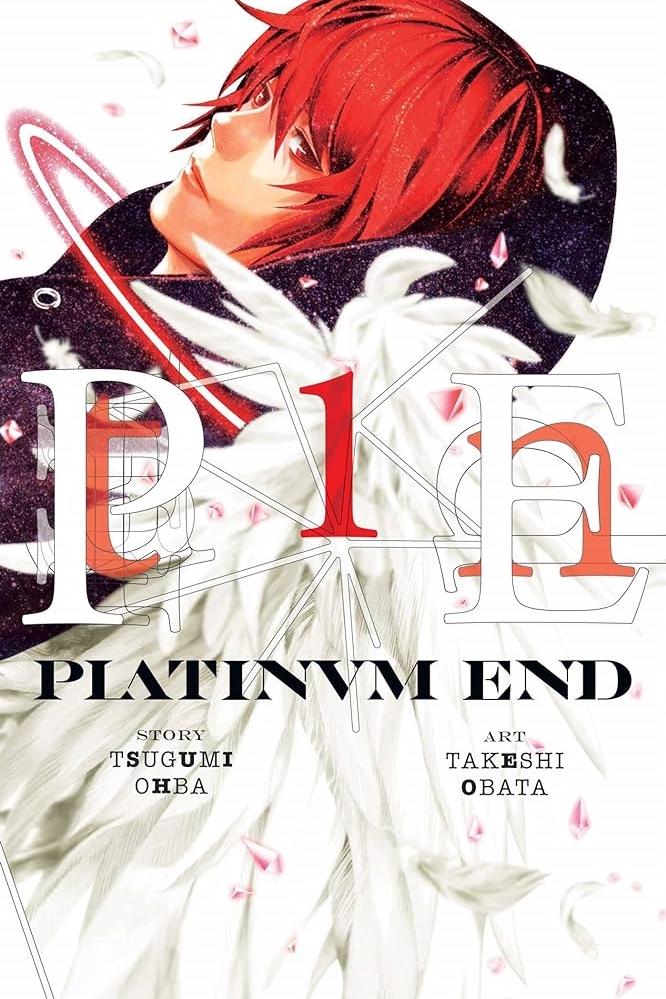 P 1 E
t n
PLATINVM END
STORY
TSUGUMI
OHBA
ART
TAKESHI
OBATA